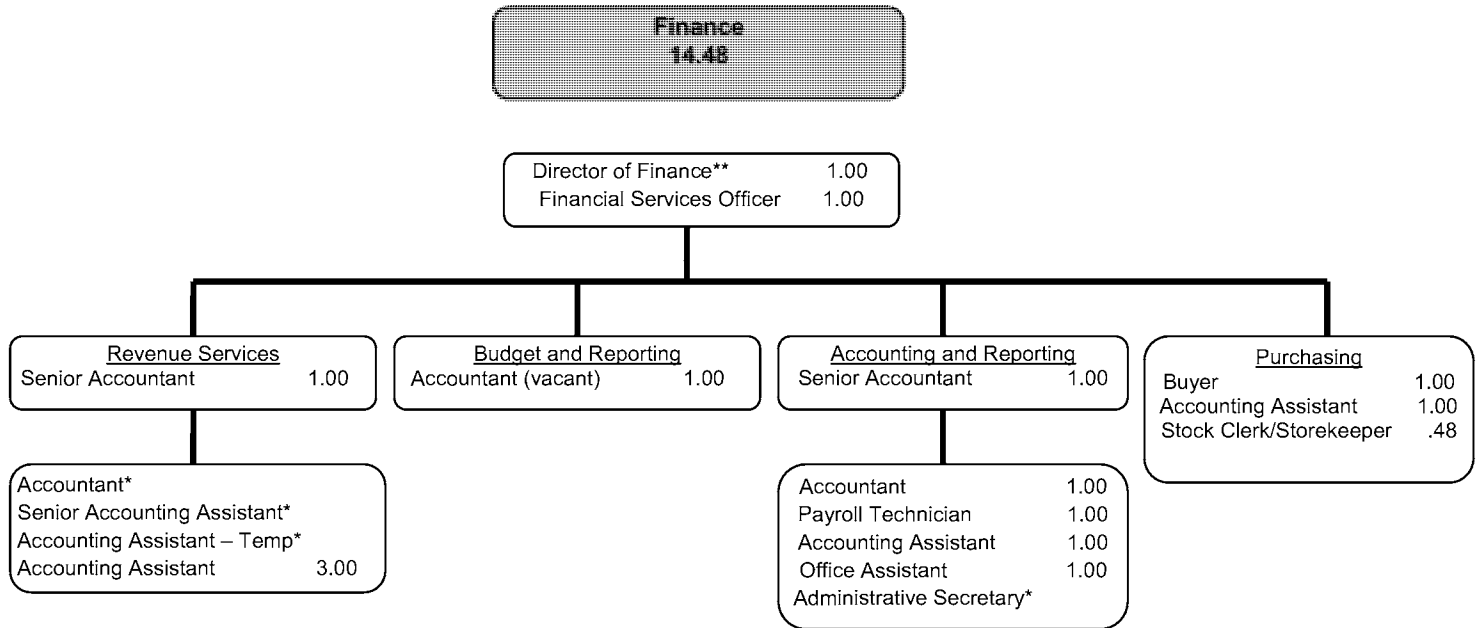 Finance
14.48
Director of Finance** 1.00
Financial Services Officer 1.00
Revenue Services
Senior Accountant 1.00
Budget and Reporting
Accountant (vacant) 1.00
Accounting and Reporting
Senior Accountant 1.00
Purchasing
Buyer 1.00
Accounting Assistant 1.00
Stock Clerk/Storekeeper .48
Accountant*
Senior Accounting Assistant*
Accounting Assistant – Temp*
Accounting Assistant 3.00
Accountant 1.00
Payroll Technician 1.00
Accounting Assistant 1.00
Office Assistant 1.00
Administrative Secretary*